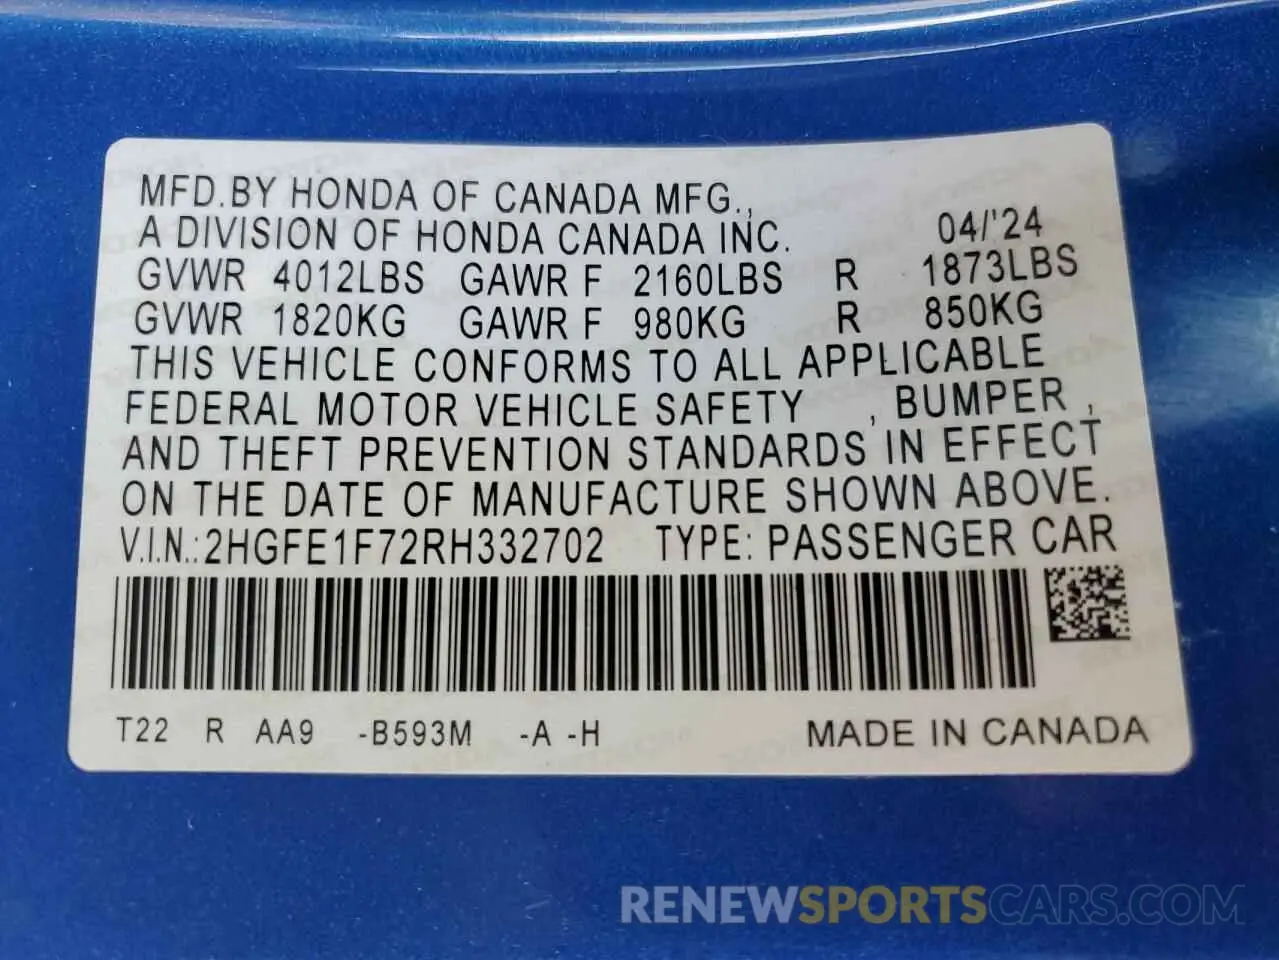 MFD.BY HONDA OF CANADA MFG.,
A DIVISION OF HONDA CANADA INC. 04/'24
GVWR 4012LBS GAWR F 2160LBS R 1873LBS
GVWR 1820KG GAWR F 980KG R 850KG
THIS VEHICLE CONFORMS TO ALL APPLICABLE
FEDERAL MOTOR VEHICLE SAFETY , BUMPER ,
AND THEFT PREVENTION STANDARDS IN EFFECT
ON THE DATE OF MANUFACTURE SHOWN ABOVE.
V.I.N.:2HGFE1F72RH332702 TYPE: PASSENGER CAR
T22 R AA9 -B593M -A -H MADE IN CANADA
RENEWSPORTSCARS.COM